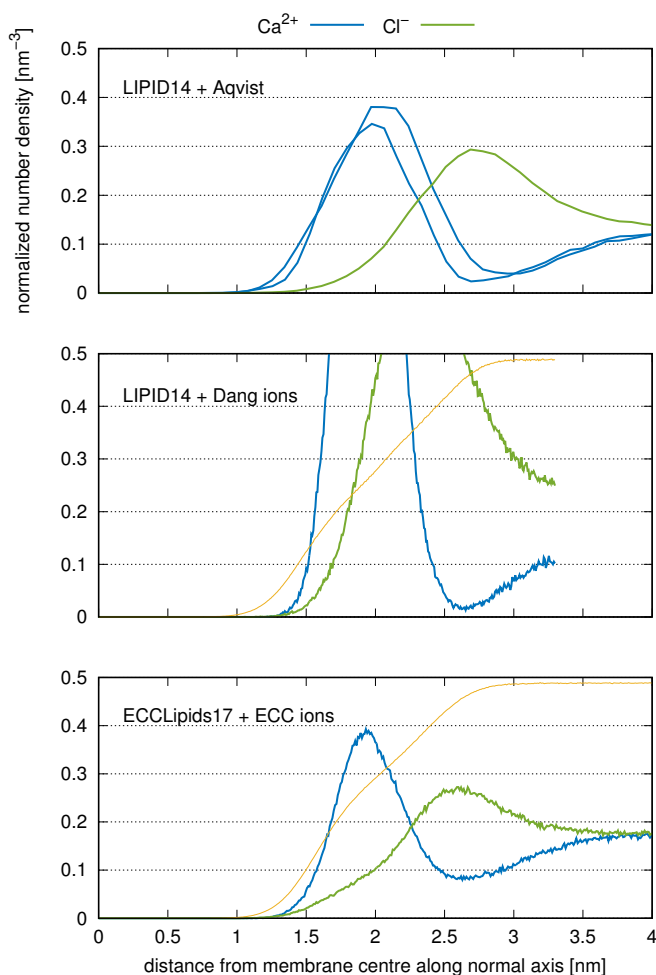 Ca²⁺ Cl⁻
normalized number density [nm⁻³]
LIPID14 + Aqvist
0.5
0.4
0.3
0.2
0.1
0
LIPID14 + Dang ions
0.5
0.4
0.3
0.2
0.1
0
ECCLipids17 + ECC ions
0.5
0.4
0.3
0.2
0.1
0
0 0.5 1 1.5 2 2.5 3 3.5 4
distance from membrane centre along normal axis [nm]